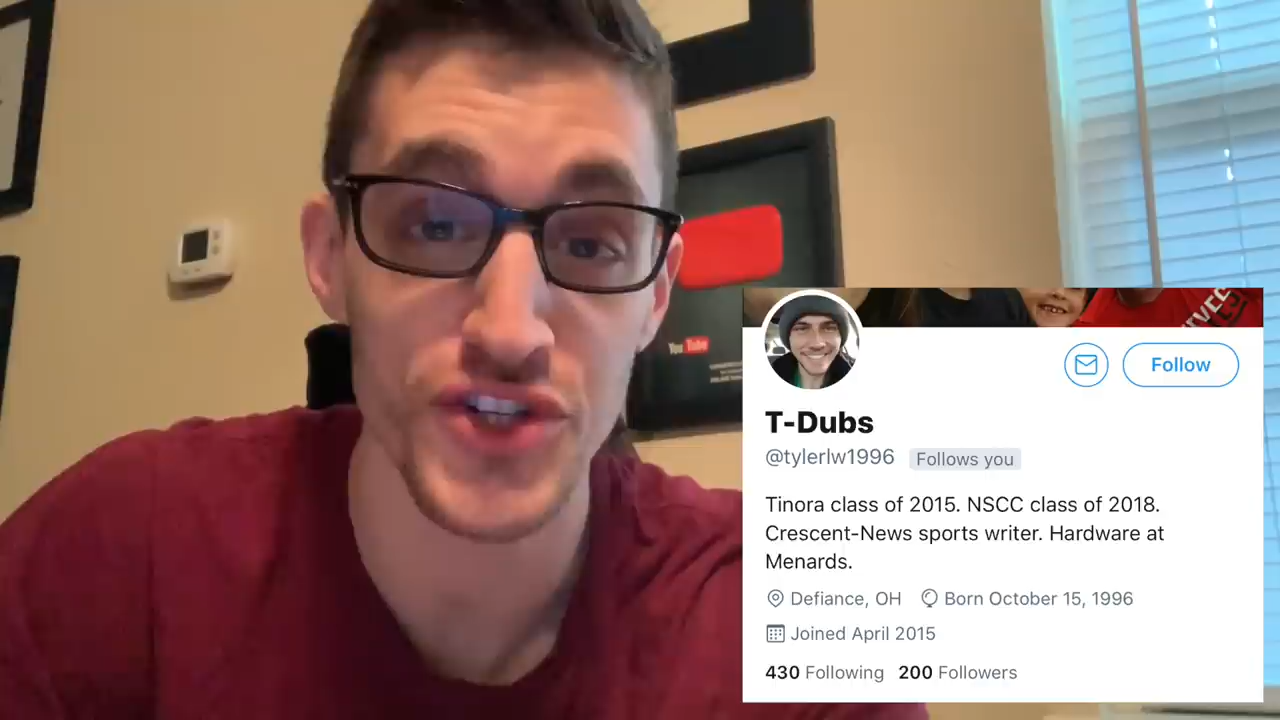 YouTube
T-Dubs
@tylerlw1996 Follows you
Follow
Tinora class of 2015. NSCC class of 2018.
Crescent-News sports writer. Hardware at
Menards.
Defiance, OH Born October 15, 1996
Joined April 2015
430 Following 200 Followers